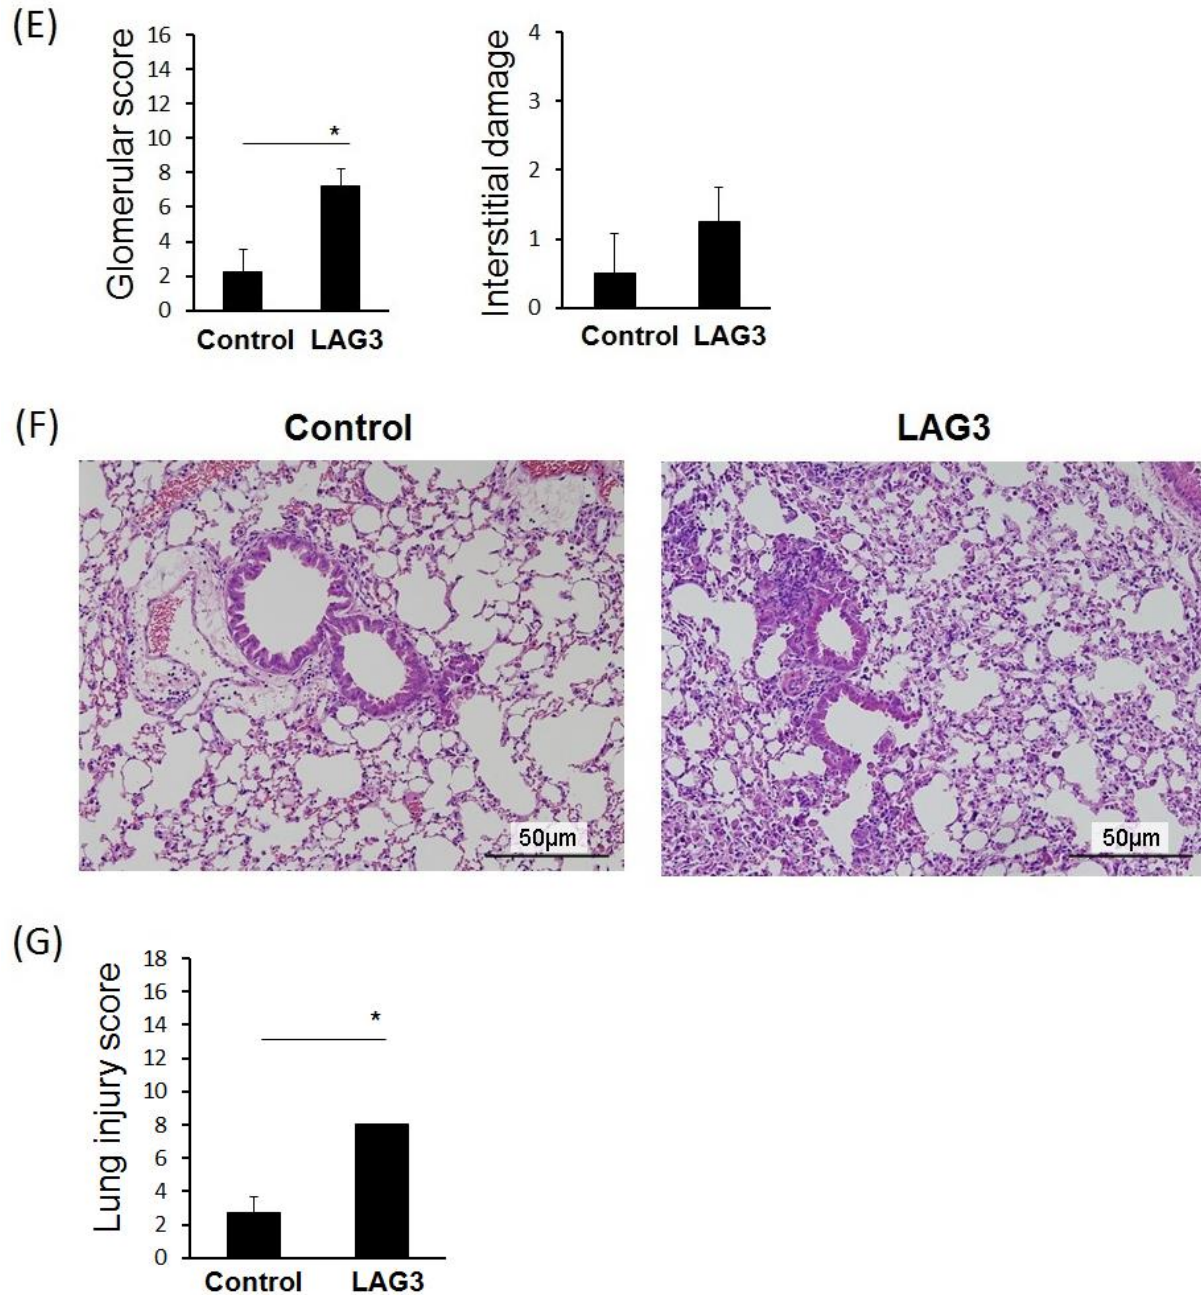 (E)
Glomerular score
16
14
12
10
8
6
4
2
0
*
Control LAG3
Interstitial damage
4
3
2
1
0
Control LAG3
(F)
Control
LAG3
50μm
50μm
(G)
Lung injury score
18
16
14
12
10
8
6
4
2
0
*
Control LAG3